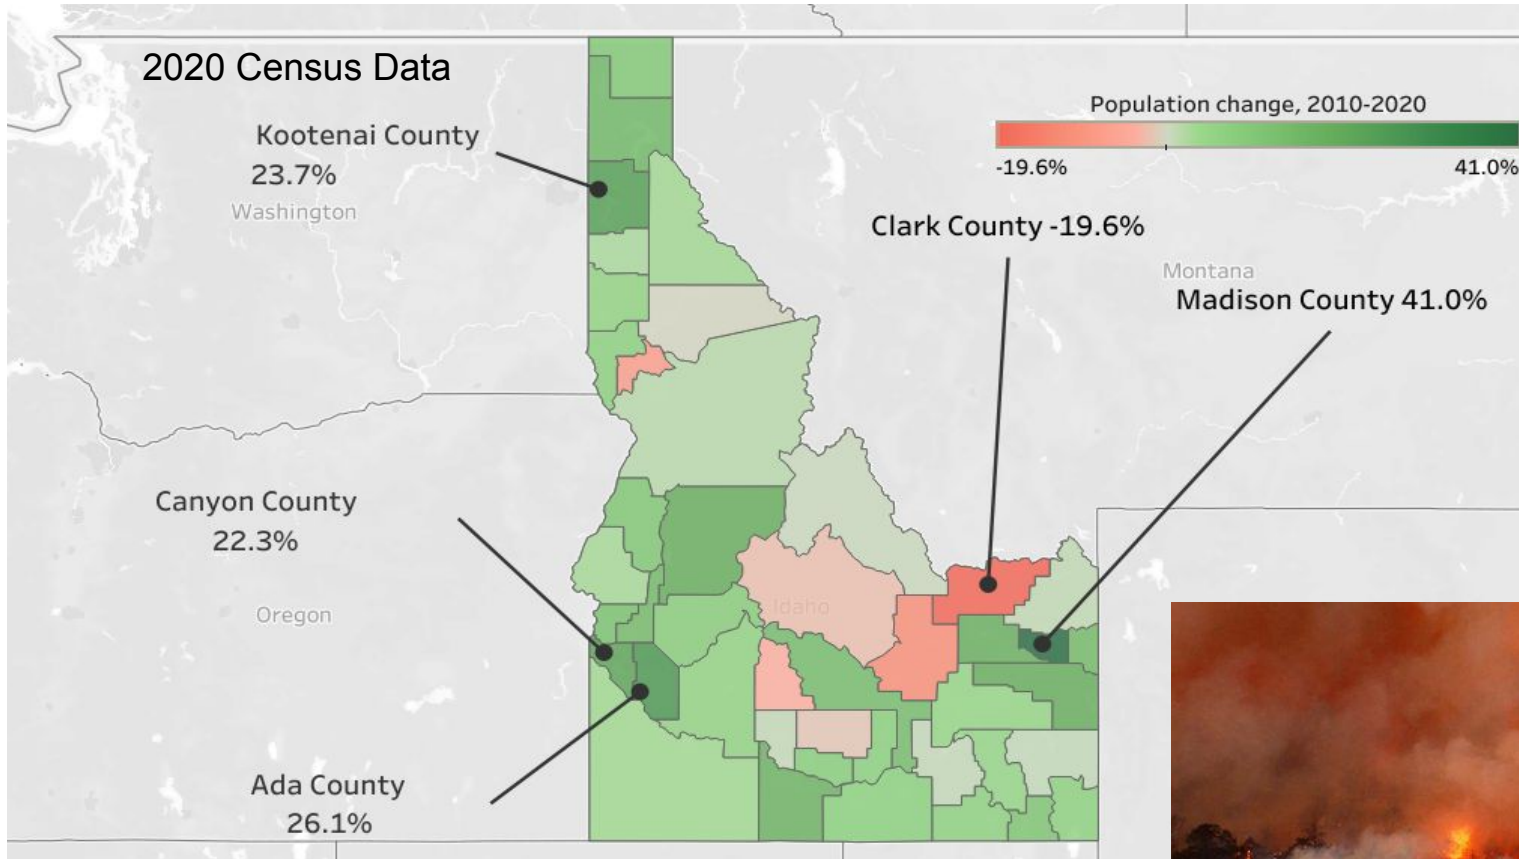 2020 Census Data
Population change, 2010-2020
-19.6%
41.0%
Kootenai County
23.7%
Washington
Clark County -19.6%
Montana
Madison County 41.0%
Canyon County
22.3%
Oregon
Idaho
Ada County
26.1%